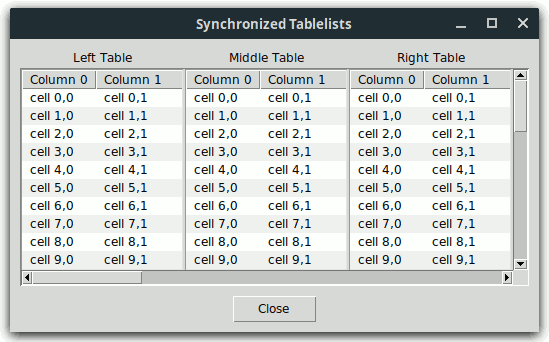 Synchronized Tablelists
Left Table Middle Table Right Table
Column 0 Column 1 Column 0 Column 1 Column 0 Column 1
cell 0,0 cell 0,1 cell 0,0 cell 0,1 cell 0,0 cell 0,1
cell 1,0 cell 1,1 cell 1,0 cell 1,1 cell 1,0 cell 1,1
cell 2,0 cell 2,1 cell 2,0 cell 2,1 cell 2,0 cell 2,1
cell 3,0 cell 3,1 cell 3,0 cell 3,1 cell 3,0 cell 3,1
cell 4,0 cell 4,1 cell 4,0 cell 4,1 cell 4,0 cell 4,1
cell 5,0 cell 5,1 cell 5,0 cell 5,1 cell 5,0 cell 5,1
cell 6,0 cell 6,1 cell 6,0 cell 6,1 cell 6,0 cell 6,1
cell 7,0 cell 7,1 cell 7,0 cell 7,1 cell 7,0 cell 7,1
cell 8,0 cell 8,1 cell 8,0 cell 8,1 cell 8,0 cell 8,1
cell 9,0 cell 9,1 cell 9,0 cell 9,1 cell 9,0 cell 9,1
Close